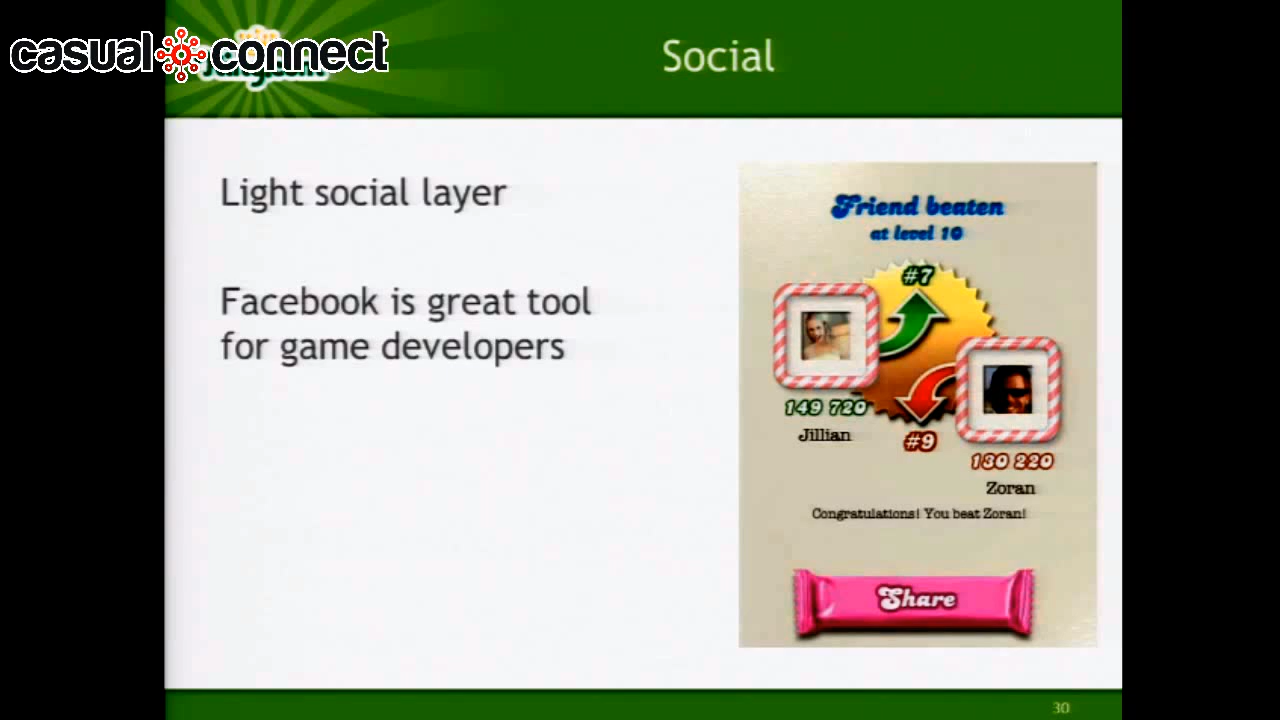 casual connect
Social
Light social layer
Facebook is great tool
for game developers
Friend beaten
at level 10
#7
149 720
Jillian
#9
130 220
Zoran
Congratulations! You beat Zoran!
Share
30